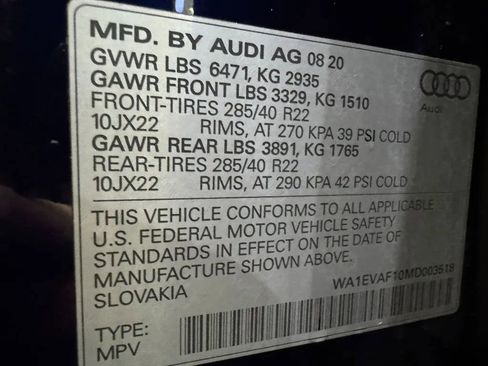 MFD. BY AUDI AG 08 20
GVWR LBS 6471, KG 2935
GAWR FRONT LBS 3329, KG 1510
FRONT-TIRES 285/40 R22
10JX22 RIMS, AT 270 KPA 39 PSI COLD
GAWR REAR LBS 3891, KG 1765
REAR-TIRES 285/40 R22
10JX22 RIMS, AT 290 KPA 42 PSI COLD
Audi
THIS VEHICLE CONFORMS TO ALL APPLICABLE
U.S. FEDERAL MOTOR VEHICLE SAFETY
STANDARDS IN EFFECT ON THE DATE OF
MANUFACTURE SHOWN ABOVE.
SLOVAKIA
WA1EVAF10MD003518
TYPE:
MPV